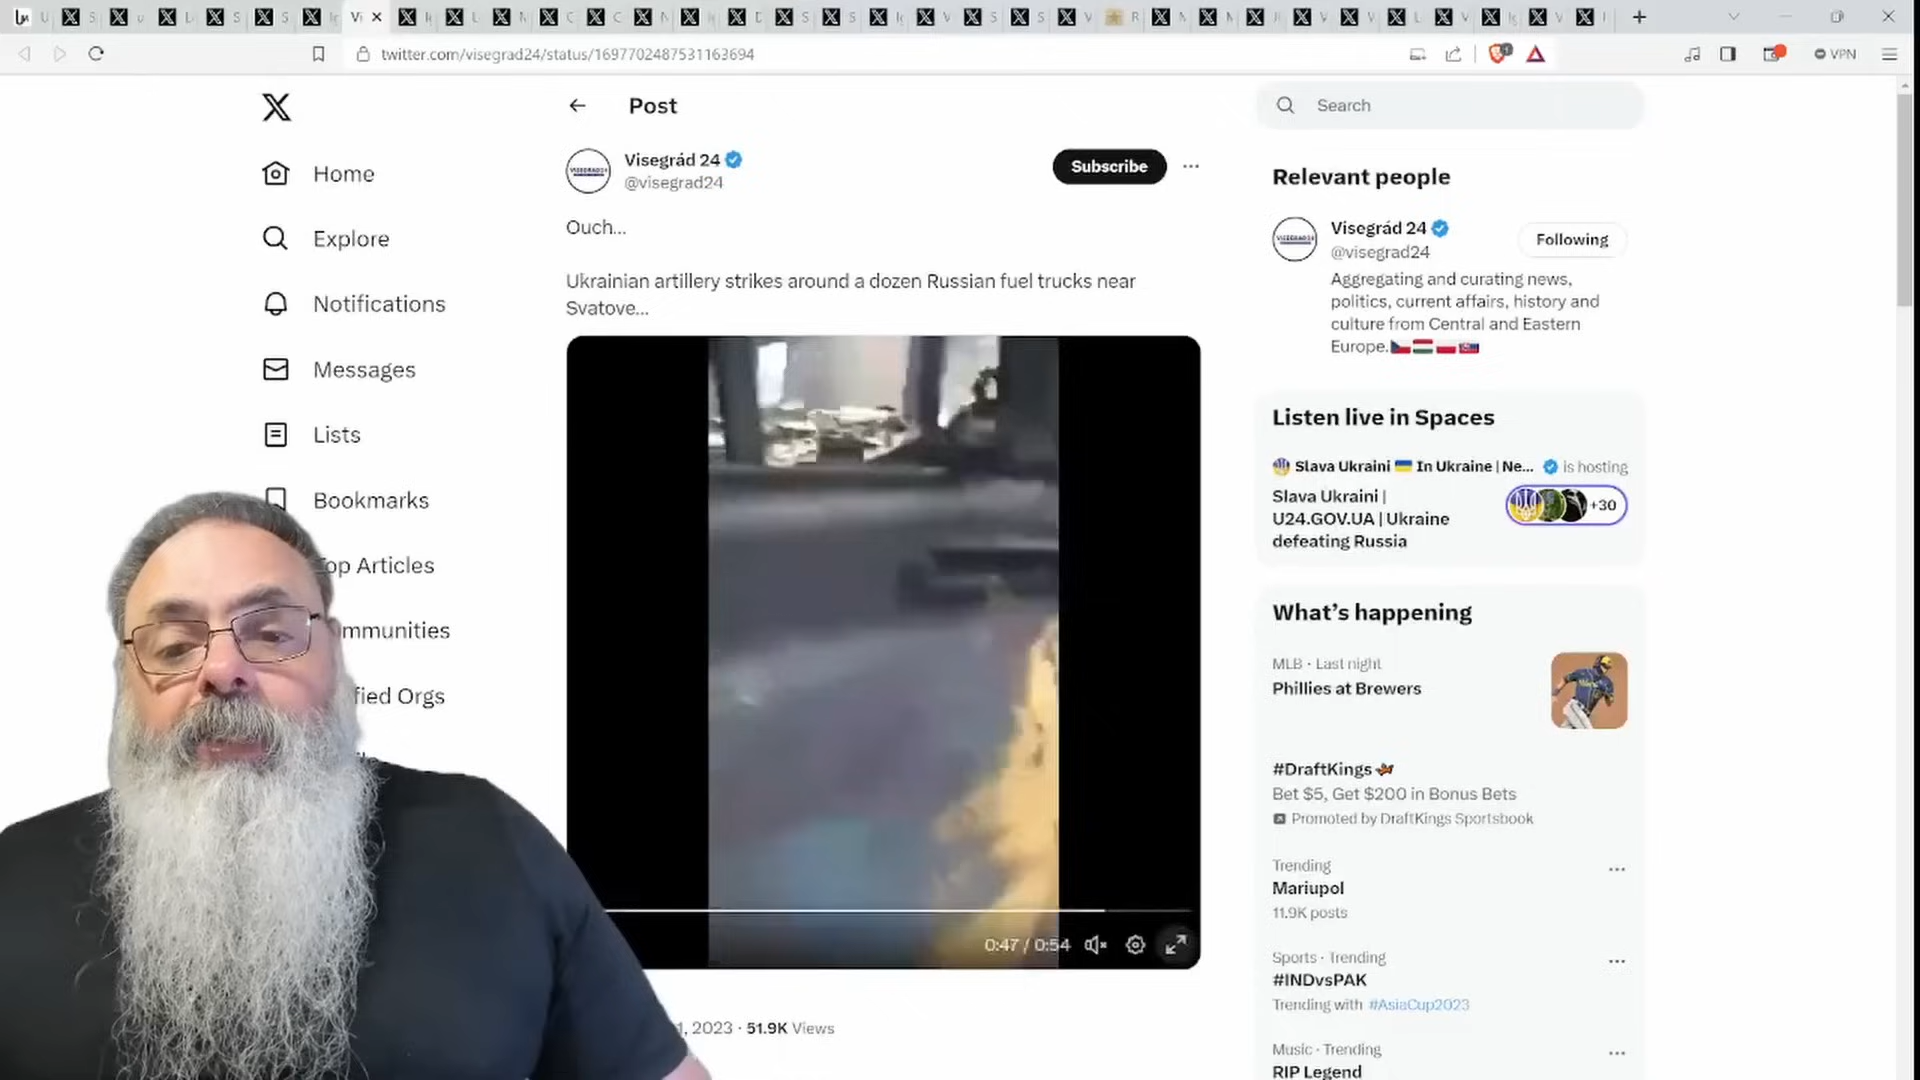 twitter.com/visegrad24/status/1697702487531163694
VPN
Home
Explore
Notifications
Messages
Lists
Bookmarks
op Articles
mmunities
fied Orgs
Post
Visegrád 24
@visegrad24
Subscribe
Ouch...
Ukrainian artillery strikes around a dozen Russian fuel trucks near
Svatove...
0:47 / 0:54
1, 2023 · 51.9K Views
Search
Relevant people
Visegrád 24
@visegrad24
Following
Aggregating and curating news,
politics, current affairs, history and
culture from Central and Eastern
Europe.
Listen live in Spaces
Slava Ukraini 🇺🇦 In Ukraine | Ne... is hosting
Slava Ukraini |
U24.GOV.UA | Ukraine
defeating Russia
+30
What's happening
MLB · Last night
Phillies at Brewers
#DraftKings
Bet $5, Get $200 in Bonus Bets
Promoted by DraftKings Sportsbook
Trending
Mariupol
11.9K posts
Sports · Trending
#INDvsPAK
Trending with #AsiaCup2023
Music · Trending
RIP Legend